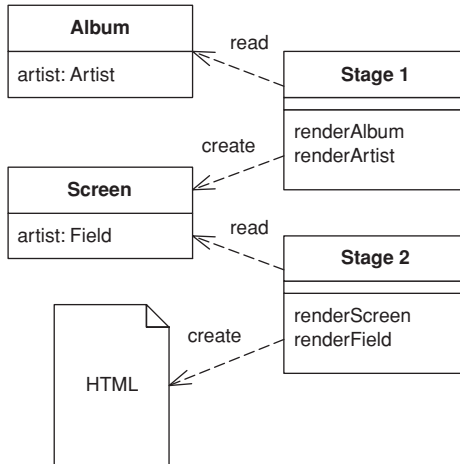 Album
artist: Artist
read
Stage 1
renderAlbum
renderArtist
create
Screen
artist: Field
read
Stage 2
renderScreen
renderField
create
HTML